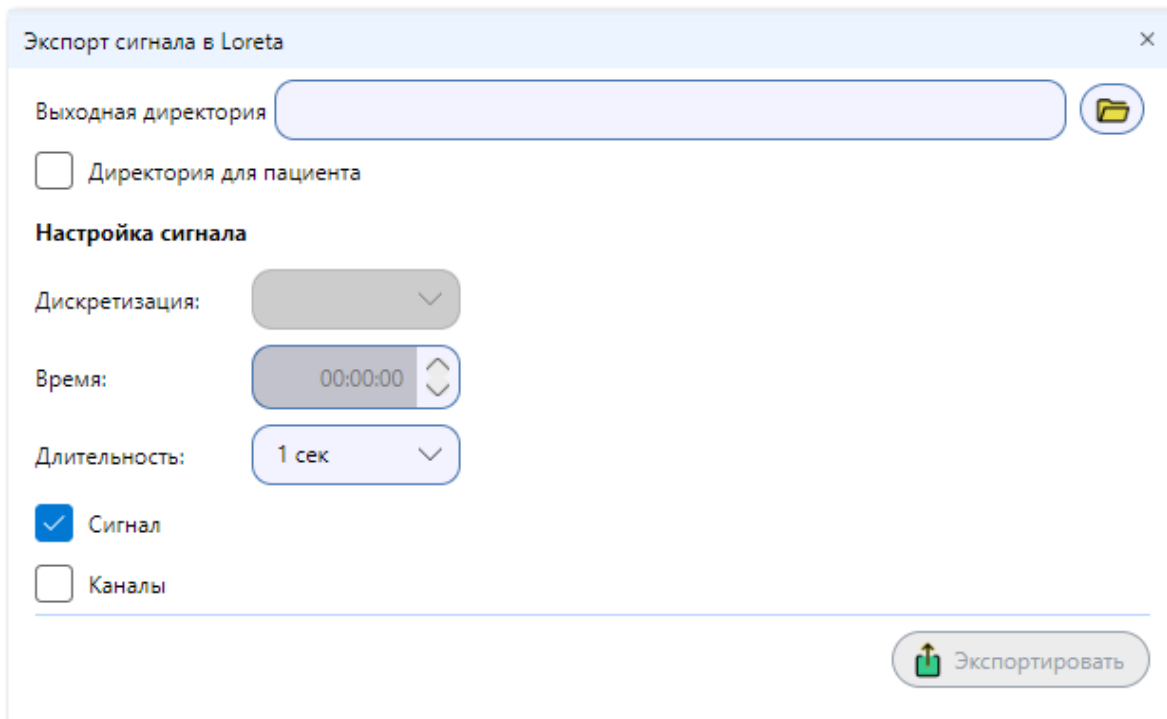 Экспорт сигнала в Loreta
Выходная директория
Директория для пациента
Настройка сигнала
Дискретизация:
Время: 00:00:00
Длительность: 1 сек
Сигнал
Каналы
Экспортировать